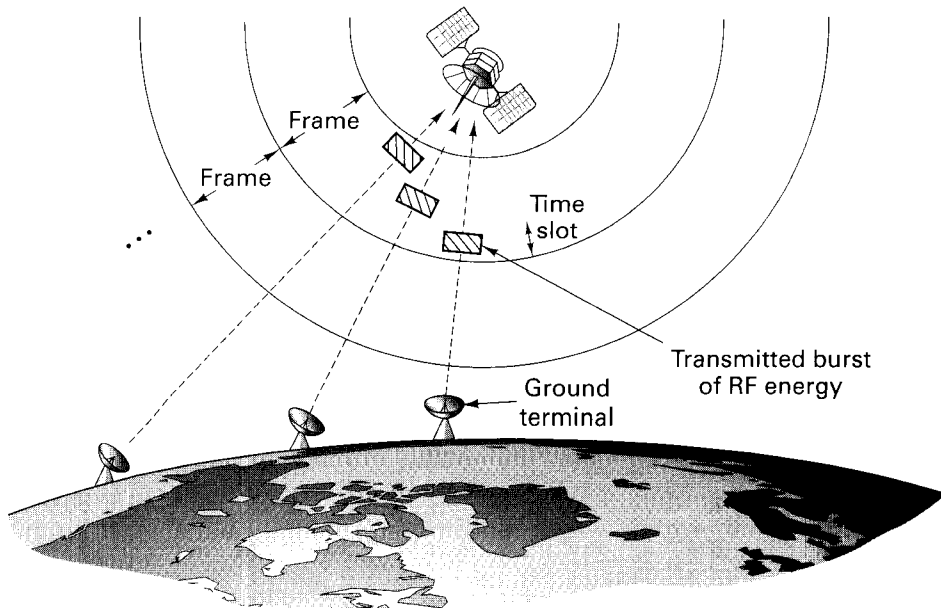 Frame
Frame
Time
slot
...
Transmitted burst
of RF energy
Ground
terminal